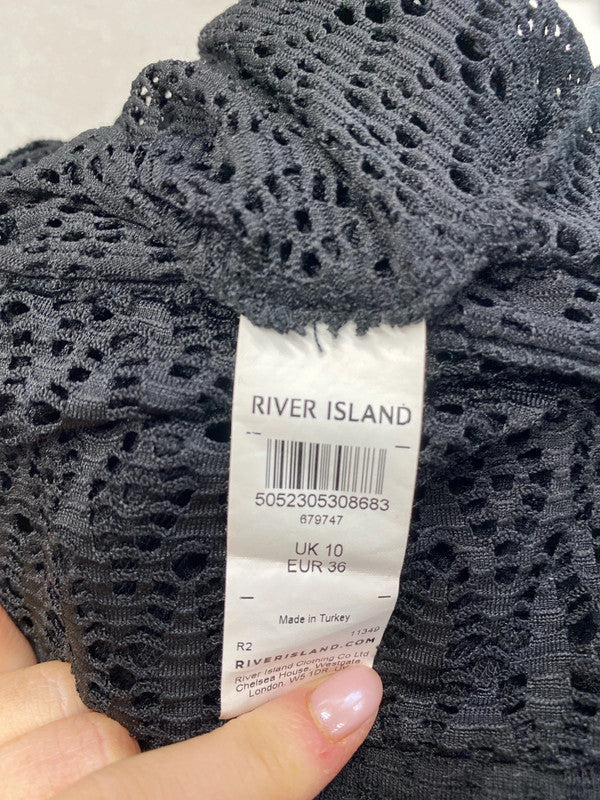 RIVER ISLAND
5052305308683
679747
UK 10
EUR 36
Made in Turkey
R2 11349
RIVERISLAND.COM
River Island Clothing Co Ltd
Chelsea House, Westgate
London. W5 1DR. UK